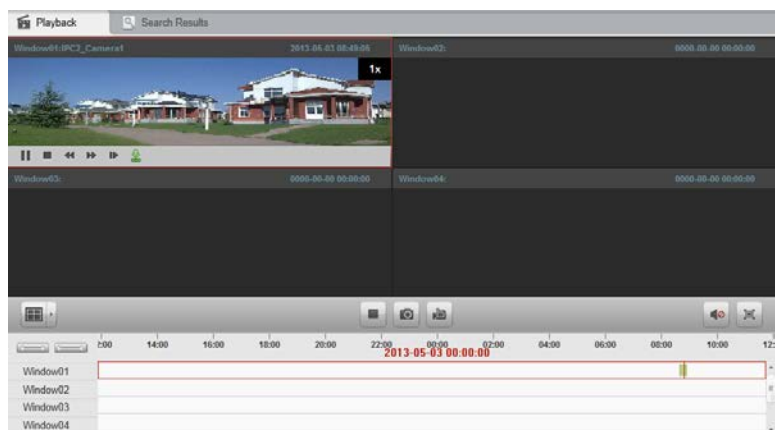 Playback
Search Results
Window01:IPC2_Camera1
2013-05-03 08:49:05
Window02:
0000-00-00 00:00:00
1x
Window03:
0000-00-00 00:00:00
Window04:
0000-00-00 00:00:00
2:00 14:00 16:00 18:00 20:00 22:00 00:00 02:00 04:00 06:00 08:00 10:00 12:
2013-05-03 00:00:00
Window01
Window02
Window03
Window04